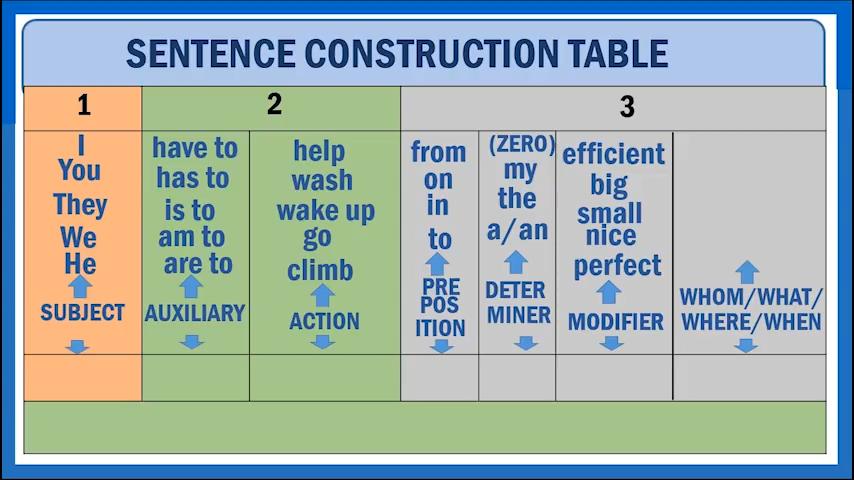 SENTENCE CONSTRUCTION TABLE
1
2
3
I
You
They
We
He
SUBJECT
have to
has to
is to
am to
are to
AUXILIARY
help
wash
wake up
go
climb
ACTION
from
on
in
to
PRE
POS
ITION
(ZERO)
my
the
a/an
DETER
MINER
efficient
big
small
nice
perfect
MODIFIER
WHOM/WHAT/
WHERE/WHEN